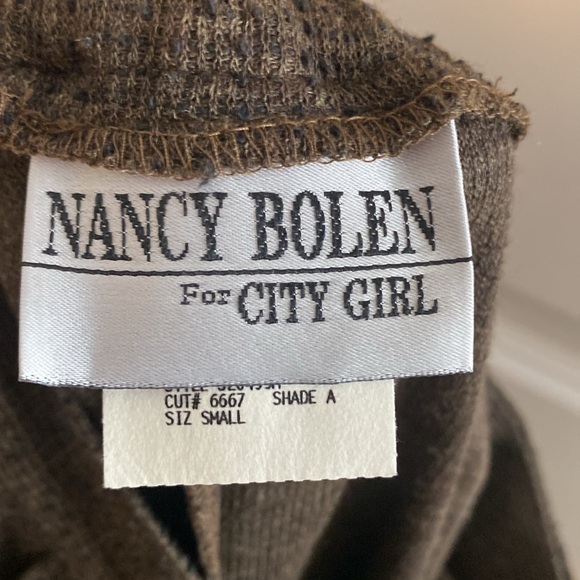 NANCY BOLEN
For CITY GIRL
CUT# 6667 SHADE A
SIZ SMALL